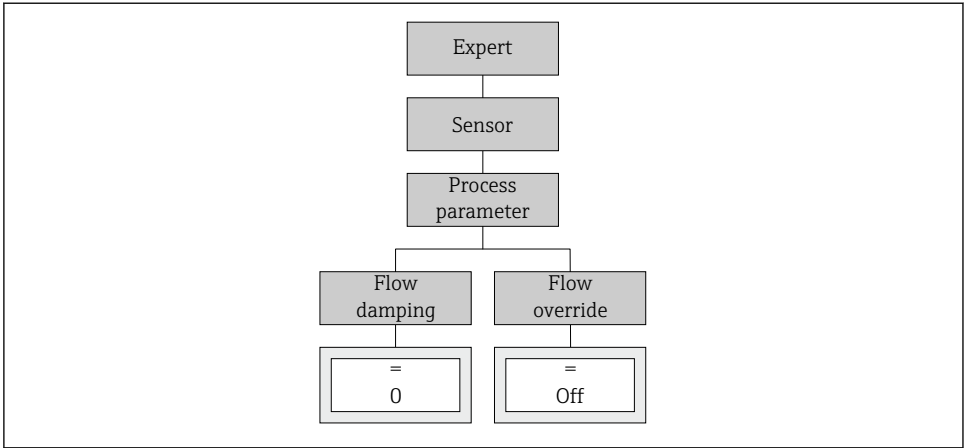 Expert
Sensor
Process
parameter
Flow
damping
Flow
override
=
0
=
Off